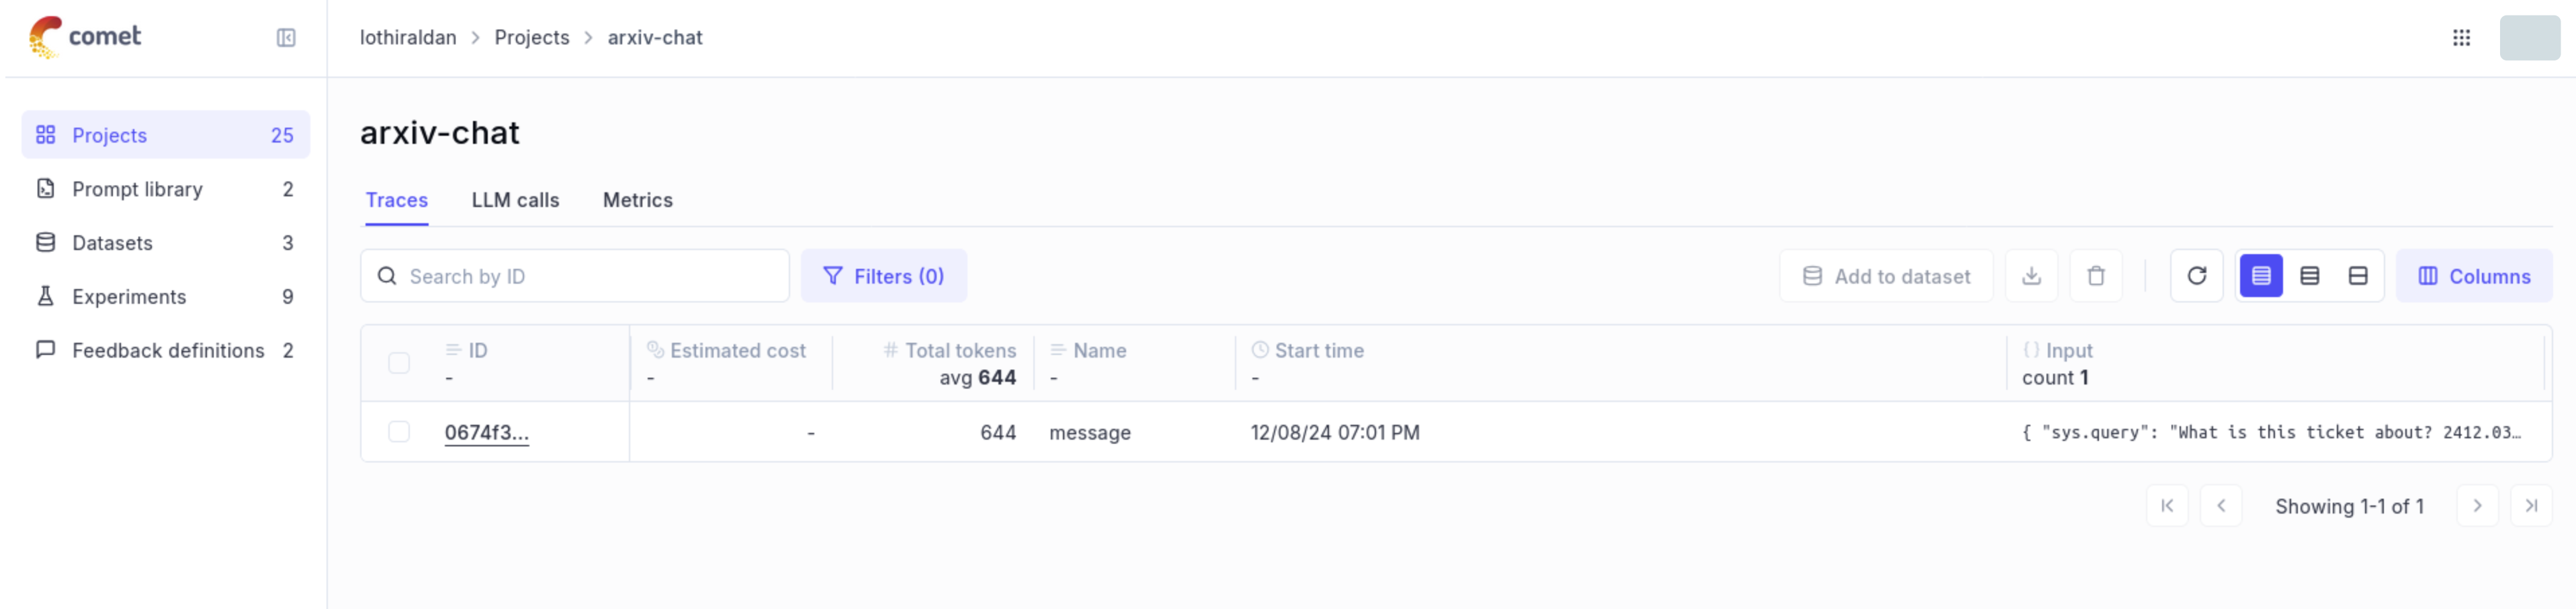 comet
lothiraldan > Projects > arxiv-chat
Projects 25
Prompt library 2
Datasets 3
Experiments 9
Feedback definitions 2
arxiv-chat
Traces LLM calls Metrics
Search by ID Filters (0) Add to dataset Columns
ID Estimated cost # Total tokens Name Start time {} Input
- - avg 644 - - count 1
0674f3... - 644 message 12/08/24 07:01 PM { "sys.query": "What is this ticket about? 2412.03…
Showing 1-1 of 1